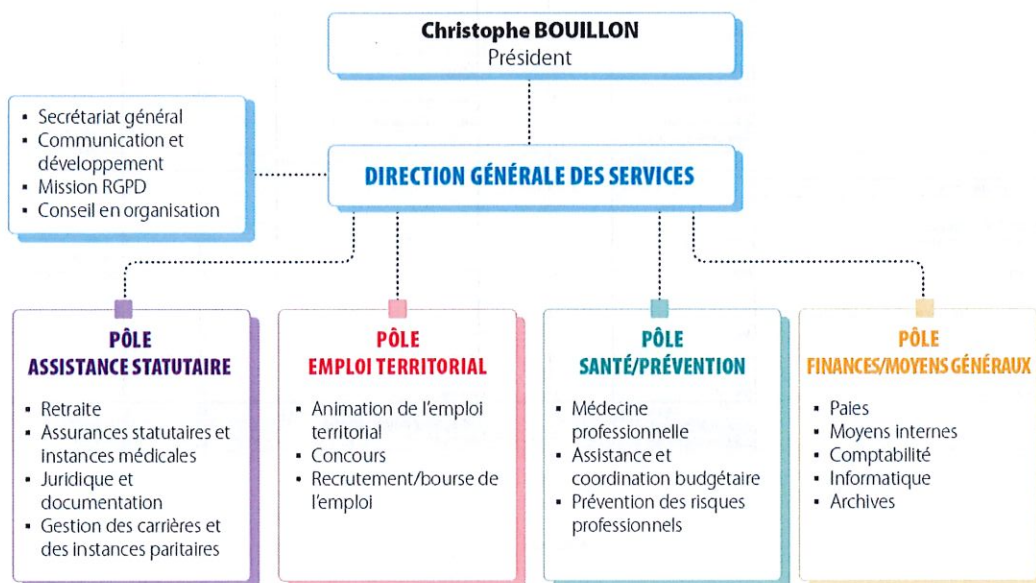 Christophe BOUILLON
Président
▪ Secrétariat général
▪ Communication et
développement
▪ Mission RGPD
▪ Conseil en organisation
DIRECTION GÉNÉRALE DES SERVICES
PÔLE
ASSISTANCE STATUTAIRE
▪ Retraite
▪ Assurances statutaires et
instances médicales
▪ Juridique et
documentation
▪ Gestion des carrières et
des instances paritaires
PÔLE
EMPLOI TERRITORIAL
▪ Animation de l'emploi
territorial
▪ Concours
▪ Recrutement/bourse de
l'emploi
PÔLE
SANTÉ/PRÉVENTION
▪ Médecine
professionnelle
▪ Assistance et
coordination budgétaire
▪ Prévention des risques
professionnels
PÔLE
FINANCES/MOYENS GÉNÉRAUX
▪ Paies
▪ Moyens internes
▪ Comptabilité
▪ Informatique
▪ Archives